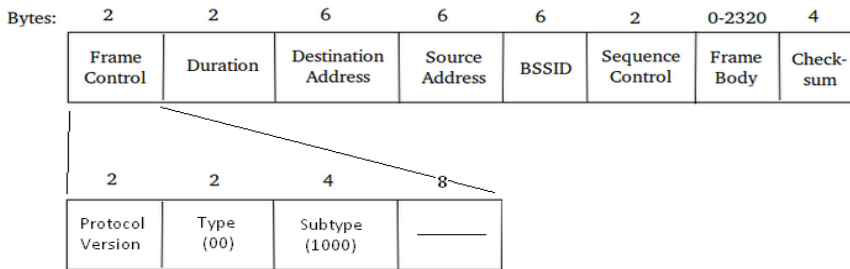 Bytes: 2 2 6 6 6 2 0-2320 4
Frame Control Duration Destination Address Source Address BSSID Sequence Control Frame Body Check-sum
2 2 4 8
Protocol Version Type (00) Subtype (1000)